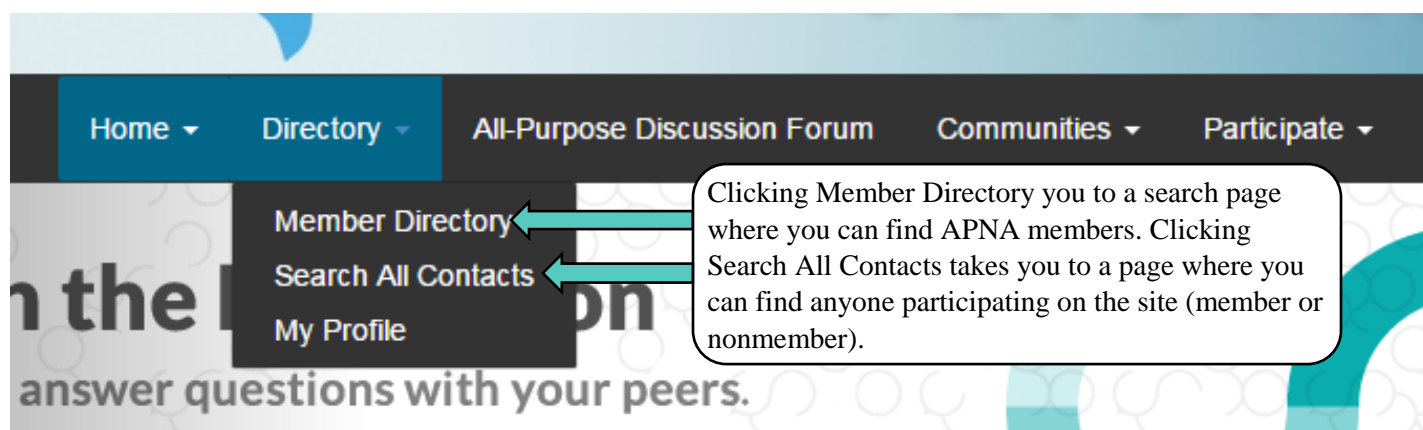 Home Directory All-Purpose Discussion Forum Communities Participate
Member Directory
Search All Contacts
My Profile
Clicking Member Directory you to a search page
where you can find APNA members. Clicking
Search All Contacts takes you to a page where you
can find anyone participating on the site (member or
nonmember).
the
on
answer questions with your peers.